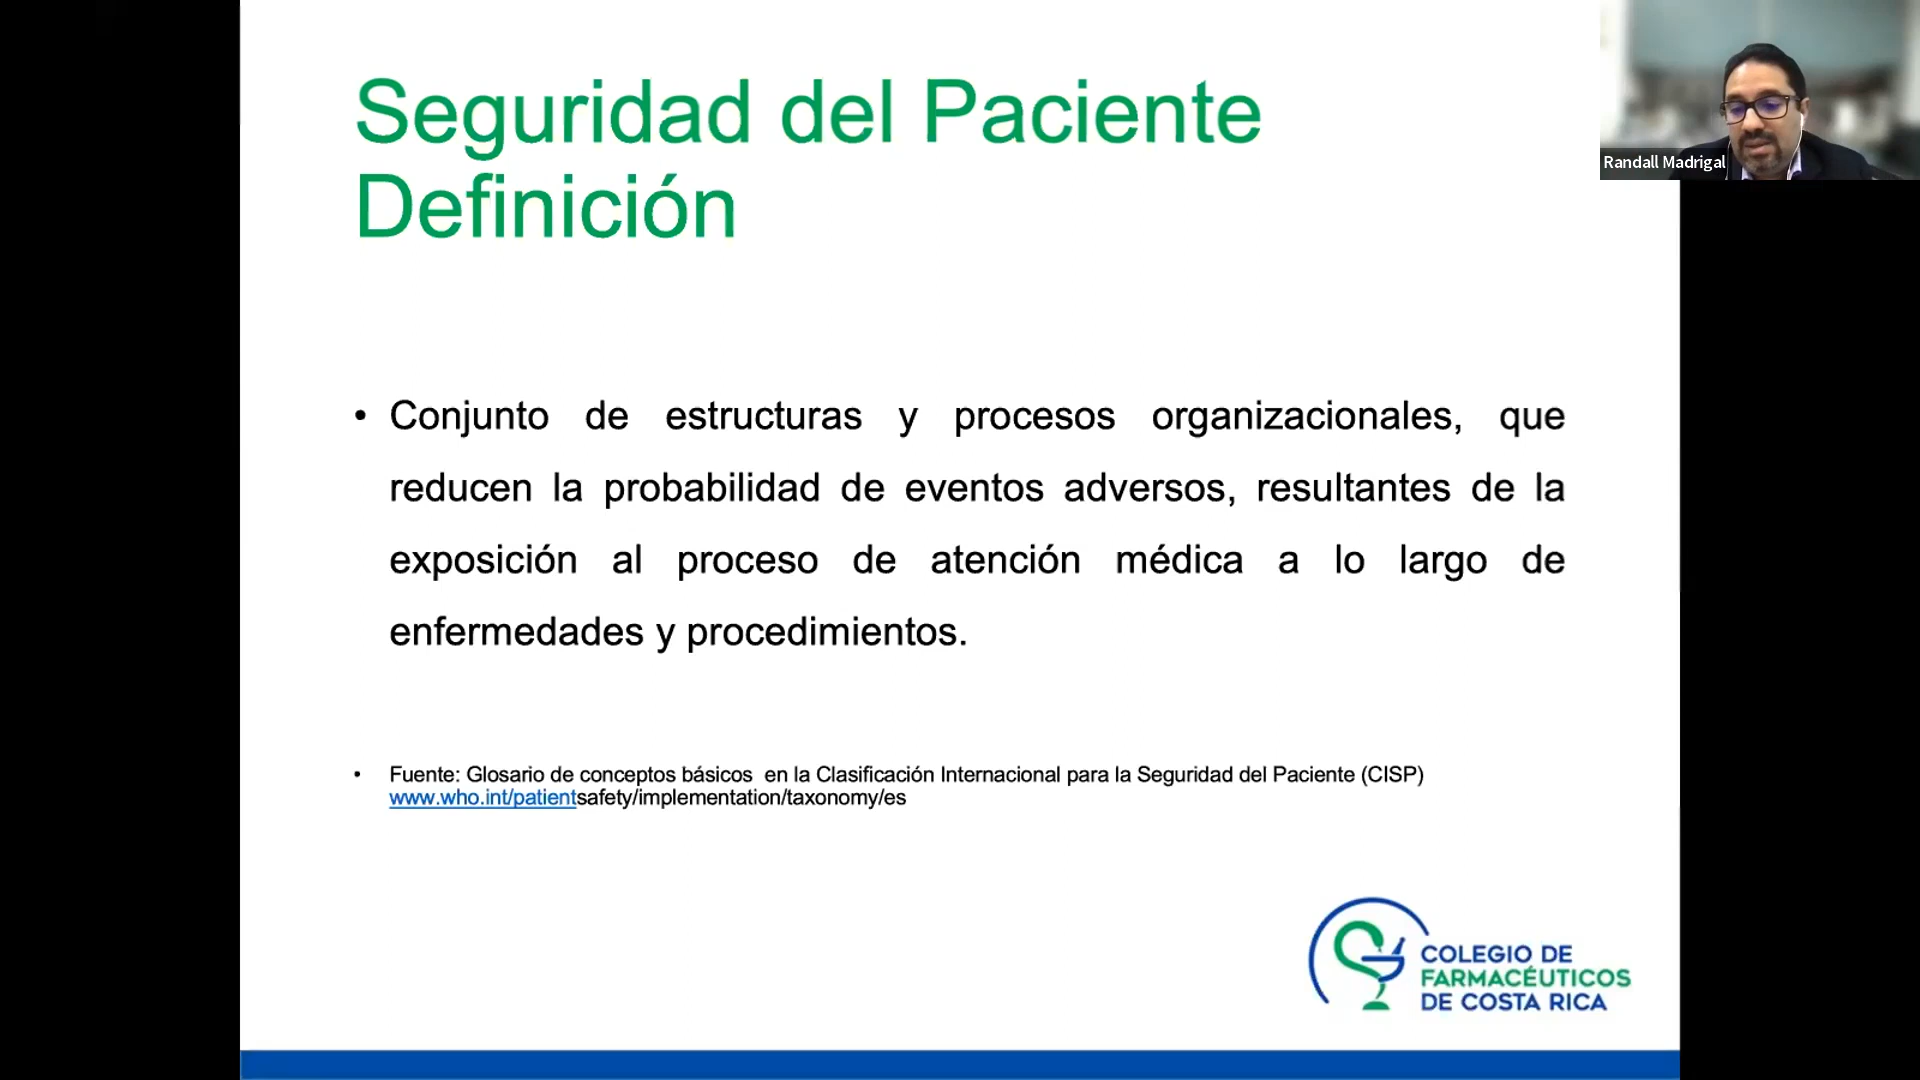 Seguridad del Paciente
Definición
Randall Madrigal
• Conjunto de estructuras y procesos organizacionales, que
reducen la probabilidad de eventos adversos, resultantes de la
exposición al proceso de atención médica a lo largo de
enfermedades y procedimientos.
• Fuente: Glosario de conceptos básicos en la Clasificación Internacional para la Seguridad del Paciente (CISP)
www.who.int/patientsafety/implementation/taxonomy/es
COLEGIO DE
FARMACÉUTICOS
DE COSTA RICA